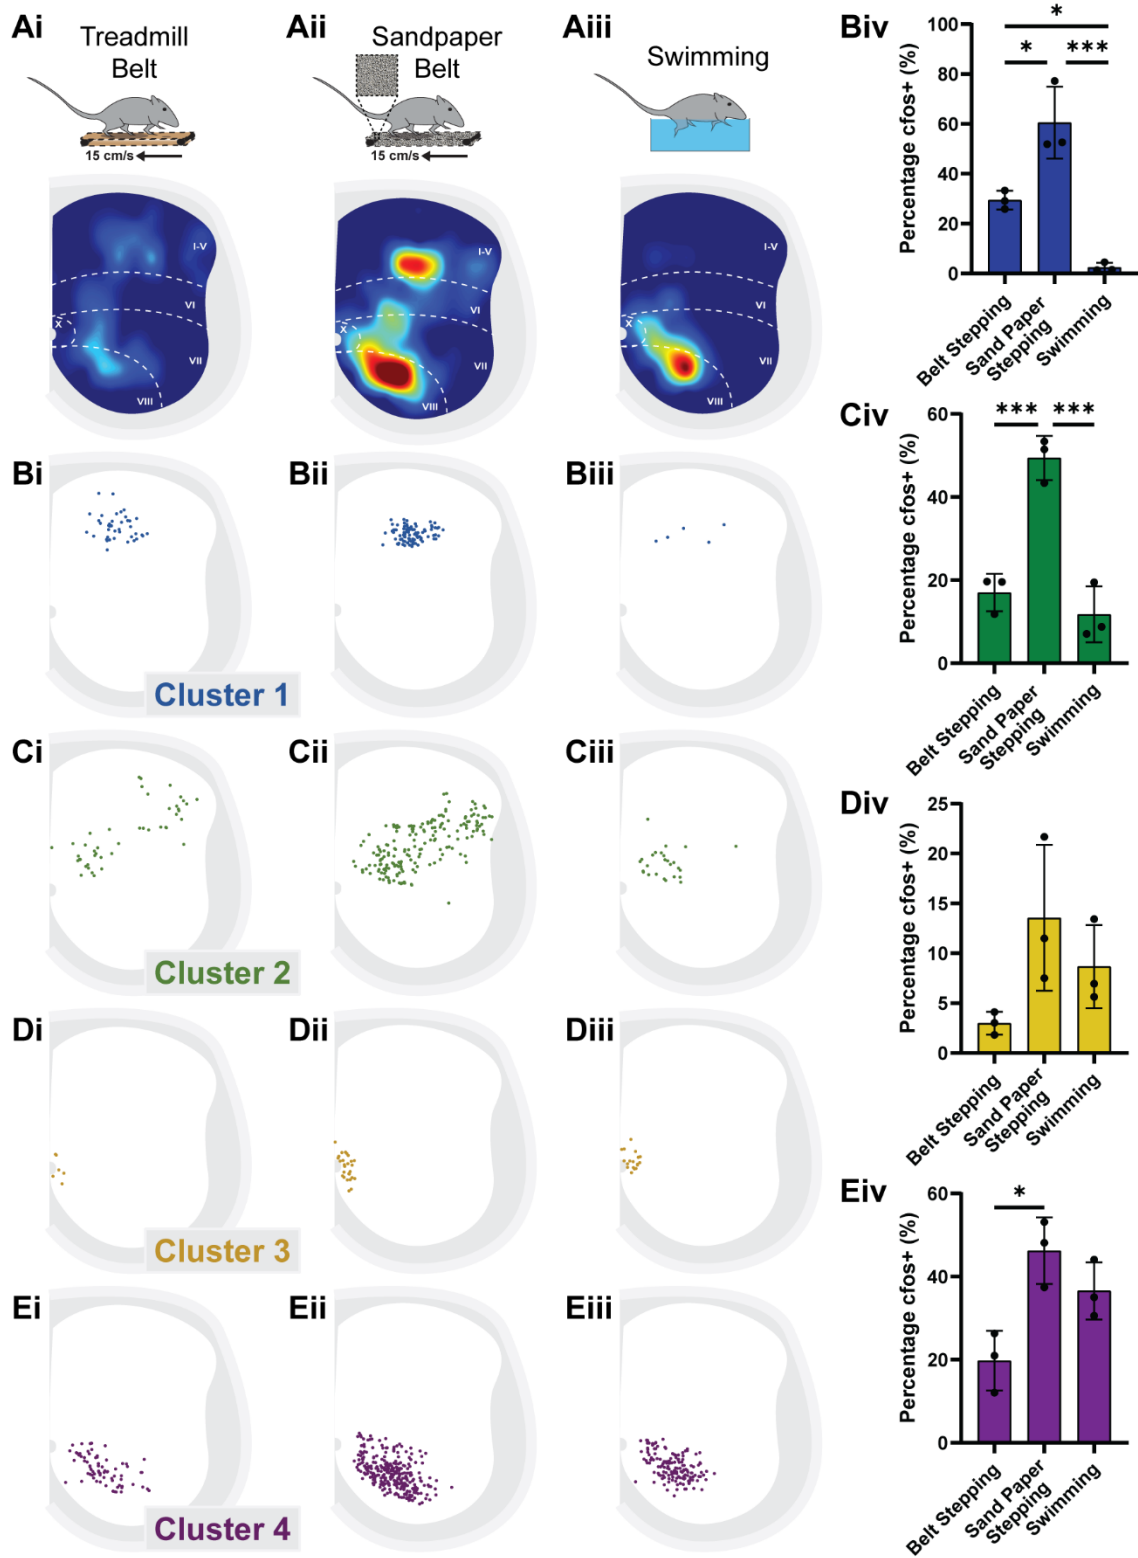 Ai
Treadmill
Belt
15 cm/s
Aii
Sandpaper
Belt
15 cm/s
Aiii
Swimming
I-V
VI
X
VII
VIII
I-V
VI
X
VII
VIII
I-V
VI
X
VII
VIII
Biv
Percentage cfos+ (%)
100
80
60
40
20
0
*
* ***
Belt Stepping
Sand Paper
Stepping
Swimming
Bi
Bii
Biii
Cluster 1
Civ
Percentage cfos+ (%)
60
40
20
0
*** ***
Belt Stepping
Sand Paper
Stepping
Swimming
Ci
Cii
Ciii
Cluster 2
Div
Percentage cfos+ (%)
25
20
15
10
5
0
Belt Stepping
Sand Paper
Stepping
Swimming
Di
Dii
Diii
Cluster 3
Eiv
Percentage cfos+ (%)
60
40
20
0
*
Belt Stepping
Sand Paper
Stepping
Swimming
Ei
Eii
Eiii
Cluster 4